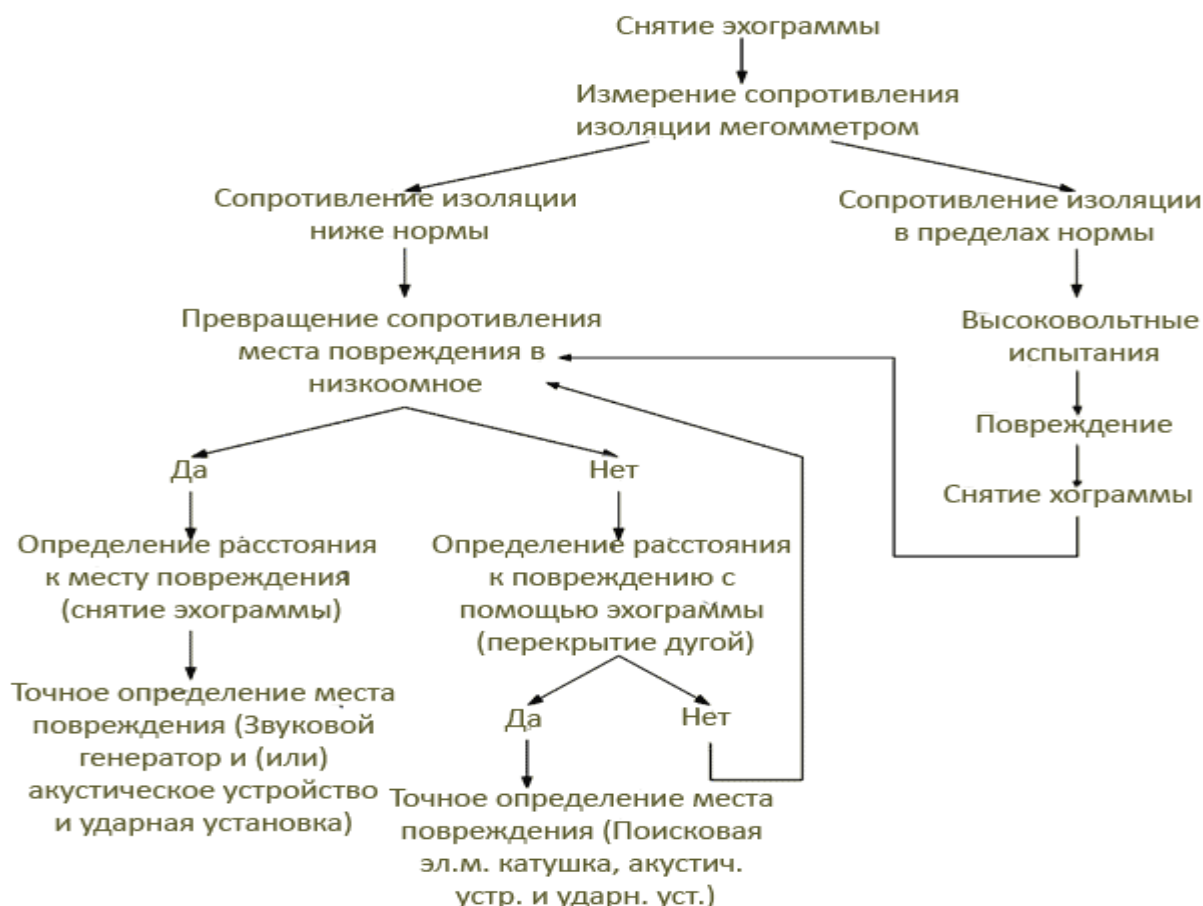 Снятие эхограммы
Измерение сопротивления
изоляции мегомметром
Сопротивление изоляции
ниже нормы
Сопротивление изоляции
в пределах нормы
Превращение сопротивления
места повреждения в
низкоомное
Высоковольтные
испытания
Повреждение
Снятие хограммы
Да
Нет
Определение расстояния
к месту повреждения
(снятие эхограммы)
Определение расстояния
к повреждению с
помощью эхограммы
(перекрытие дугой)
Точное определение места
повреждения (Звуковой
генератор и (или)
акустическое устройство
и ударная установка)
Да
Нет
Точное определение места
повреждения (Поисковая
эл.м. катушка, акустич.
устр. и ударн. уст.)